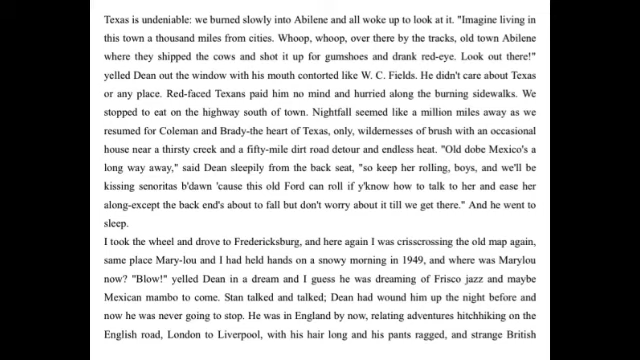 Texas is undeniable: we burned slowly into Abilene and all woke up to look at it. "Imagine living in
this town a thousand miles from cities. Whoop, whoop, over there by the tracks, old town Abilene
where they shipped the cows and shot it up for gumshoes and drank red-eye. Look out there!"
yelled Dean out the window with his mouth contorted like W. C. Fields. He didn't care about Texas
or any place. Red-faced Texans paid him no mind and hurried along the burning sidewalks. We
stopped to eat on the highway south of town. Nightfall seemed like a million miles away as we
resumed for Coleman and Brady-the heart of Texas, only, wildernesses of brush with an occasional
house near a thirsty creek and a fifty-mile dirt road detour and endless heat. "Old dobe Mexico's a
long way away," said Dean sleepily from the back seat, "so keep her rolling, boys, and we'll be
kissing senoritas b'dawn 'cause this old Ford can roll if y'know how to talk to her and ease her
along-except the back end's about to fall but don't worry about it till we get there." And he went to
sleep.
I took the wheel and drove to Fredericksburg, and here again I was crisscrossing the old map again,
same place Mary-lou and I had held hands on a snowy morning in 1949, and where was Marylou
now? "Blow!" yelled Dean in a dream and I guess he was dreaming of Frisco jazz and maybe
Mexican mambo to come. Stan talked and talked; Dean had wound him up the night before and
now he was never going to stop. He was in England by now, relating adventures hitchhiking on the
English road, London to Liverpool, with his hair long and his pants ragged, and strange British